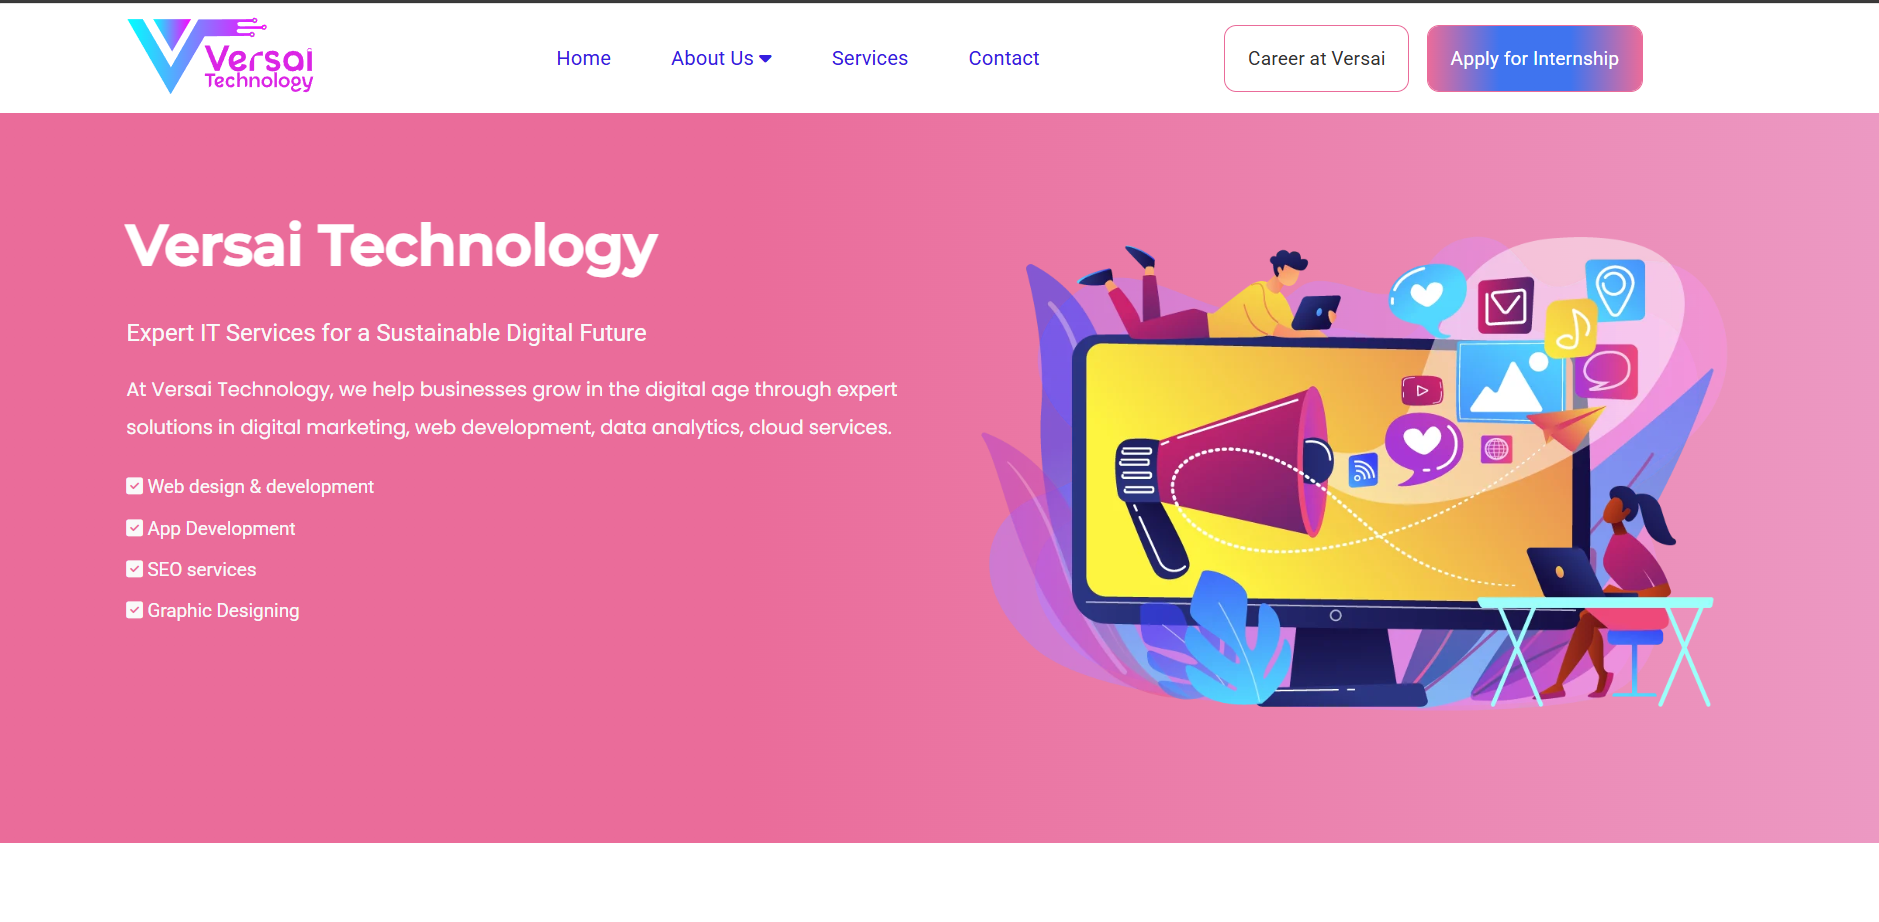 Versai
Technology
Home
About Us
Services
Contact
Career at Versai
Apply for Internship
Versai Technology
Expert IT Services for a Sustainable Digital Future
At Versai Technology, we help businesses grow in the digital age through expert
solutions in digital marketing, web development, data analytics, cloud services.
Web design & development
App Development
SEO services
Graphic Designing